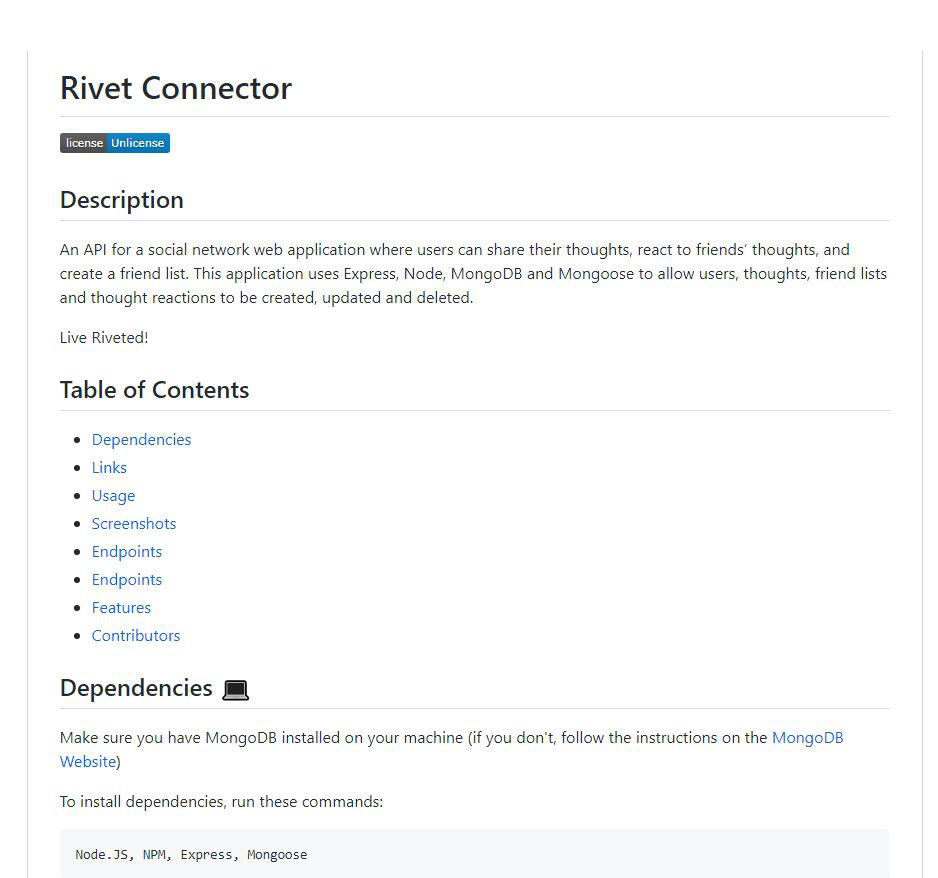 Rivet Connector
license Unlicense
Description
An API for a social network web application where users can share their thoughts, react to friends’ thoughts, and
create a friend list. This application uses Express, Node, MongoDB and Mongoose to allow users, thoughts, friend lists
and thought reactions to be created, updated and deleted.
Live Riveted!
Table of Contents
Dependencies
Links
Usage
Screenshots
Endpoints
Endpoints
Features
Contributors
Dependencies
Make sure you have MongoDB installed on your machine (if you don't, follow the instructions on the MongoDB
Website)
To install dependencies, run these commands:
Node.JS, NPM, Express, Mongoose